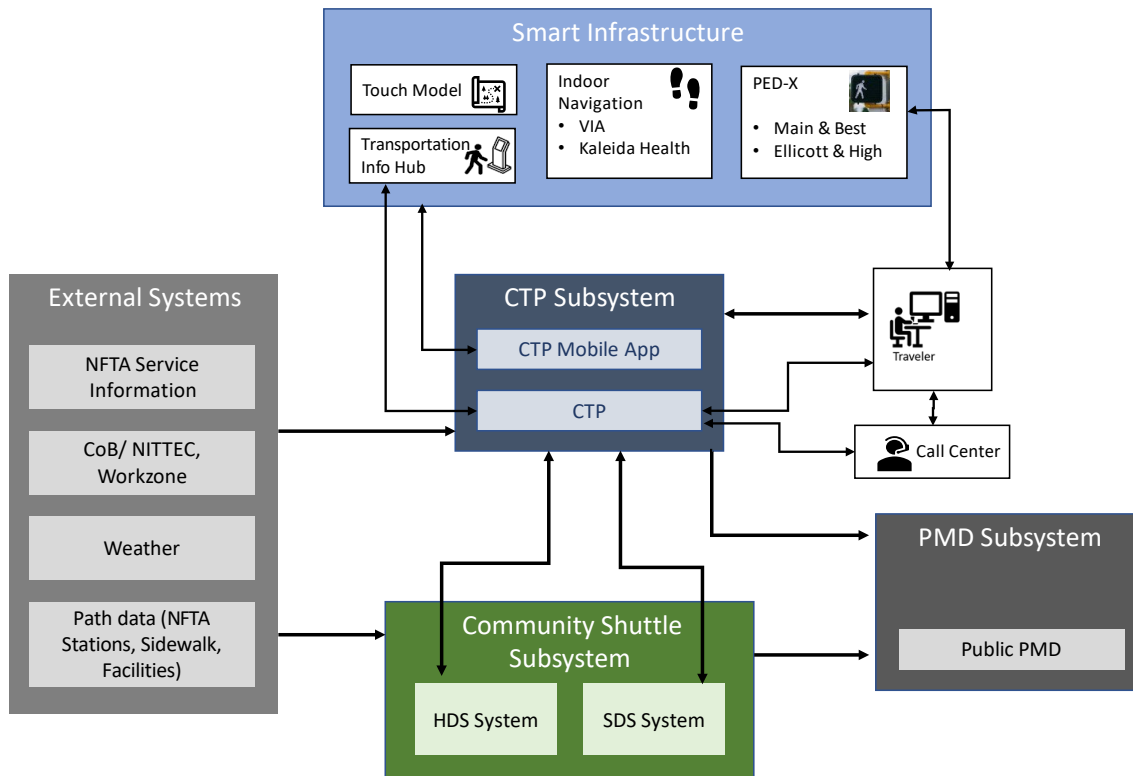 Smart Infrastructure
Touch Model
Transportation
Info Hub
Indoor
Navigation
• VIA
• Kaleida Health
PED-X
• Main & Best
• Ellicott & High
External Systems
NFTA Service
Information
CoB/ NITTEC,
Workzone
Weather
Path data (NFTA
Stations, Sidewalk,
Facilities)
CTP Subsystem
CTP Mobile App
CTP
Traveler
Call Center
PMD Subsystem
Public PMD
Community Shuttle
Subsystem
HDS System
SDS System